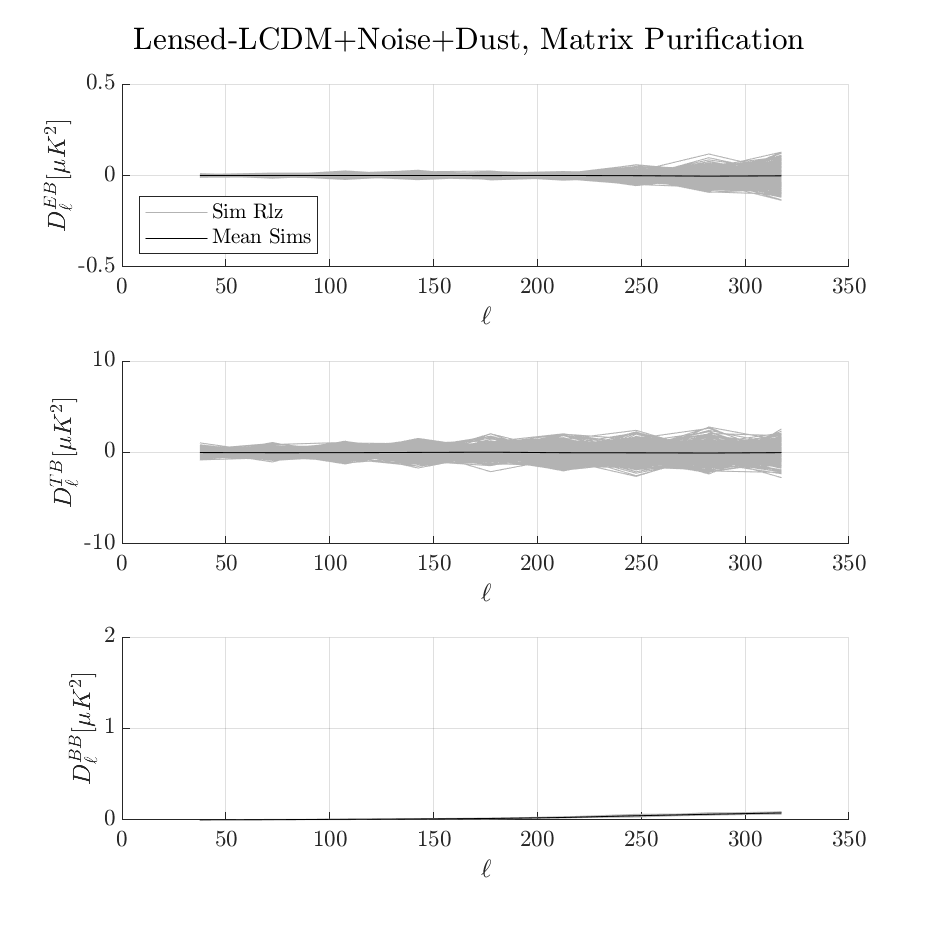 Lensed-LCDM+Noise+Dust, Matrix Purification
0.5
0
-0.5
D_ℓ^{EB}[μK^2]
Sim Rlz
Mean Sims
0 50 100 150 200 250 300 350
ℓ
10
0
-10
D_ℓ^{TB}[μK^2]
0 50 100 150 200 250 300 350
ℓ
2
1
0
D_ℓ^{BB}[μK^2]
0 50 100 150 200 250 300 350
ℓ